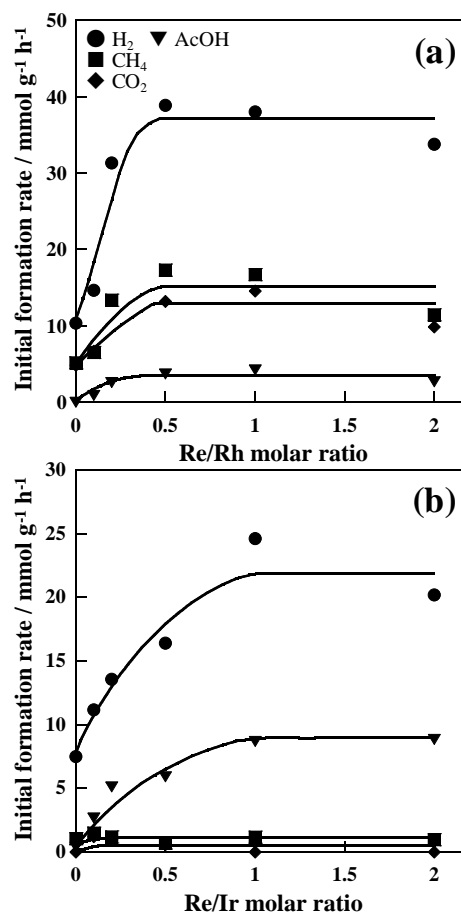 50
H₂ AcOH
CH₄
CO₂
(a)
40
30
20
10
0
0 0.5 1 1.5 2
Re/Rh molar ratio
Initial formation rate / mmol g⁻¹ h⁻¹
30
(b)
25
20
15
10
5
0
0 0.5 1 1.5 2
Re/Ir molar ratio
Initial formation rate / mmol g⁻¹ h⁻¹